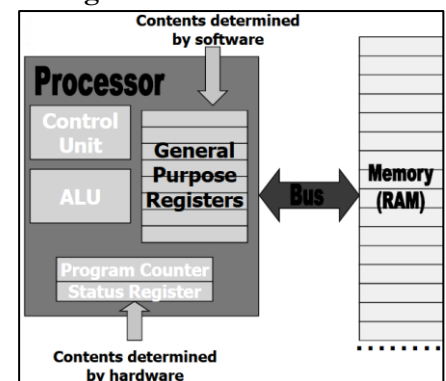 Contents determined
by software
Processor
Control
Unit
ALU
General
Purpose
Registers
Bus
Memory
(RAM)
Program Counter
Status Register
Contents determined
by hardware